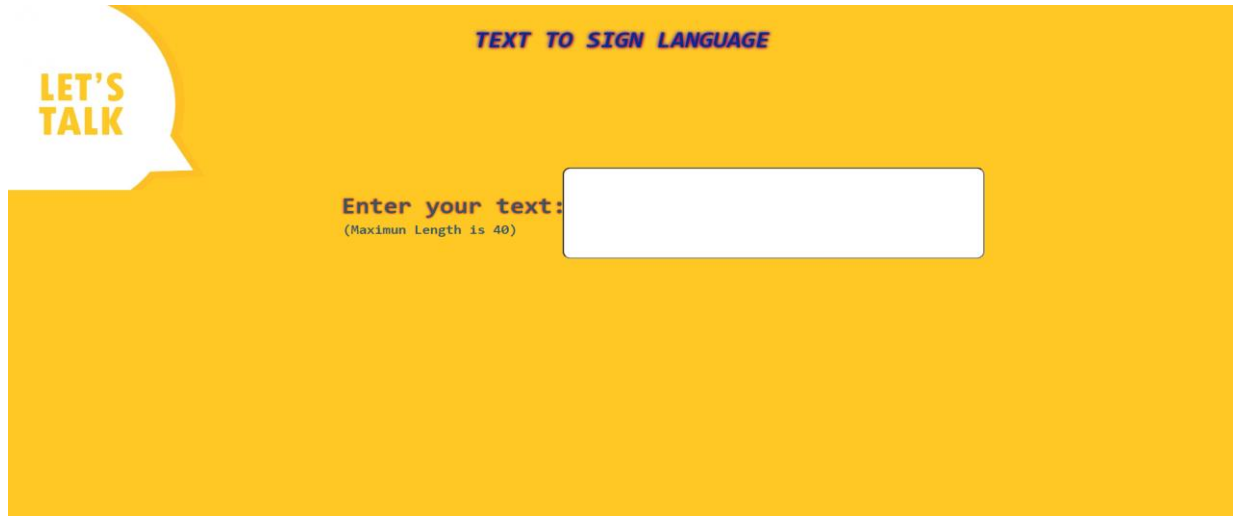 TEXT TO SIGN LANGUAGE
LET'S
TALK
Enter your text:
(Maximun Length is 40)